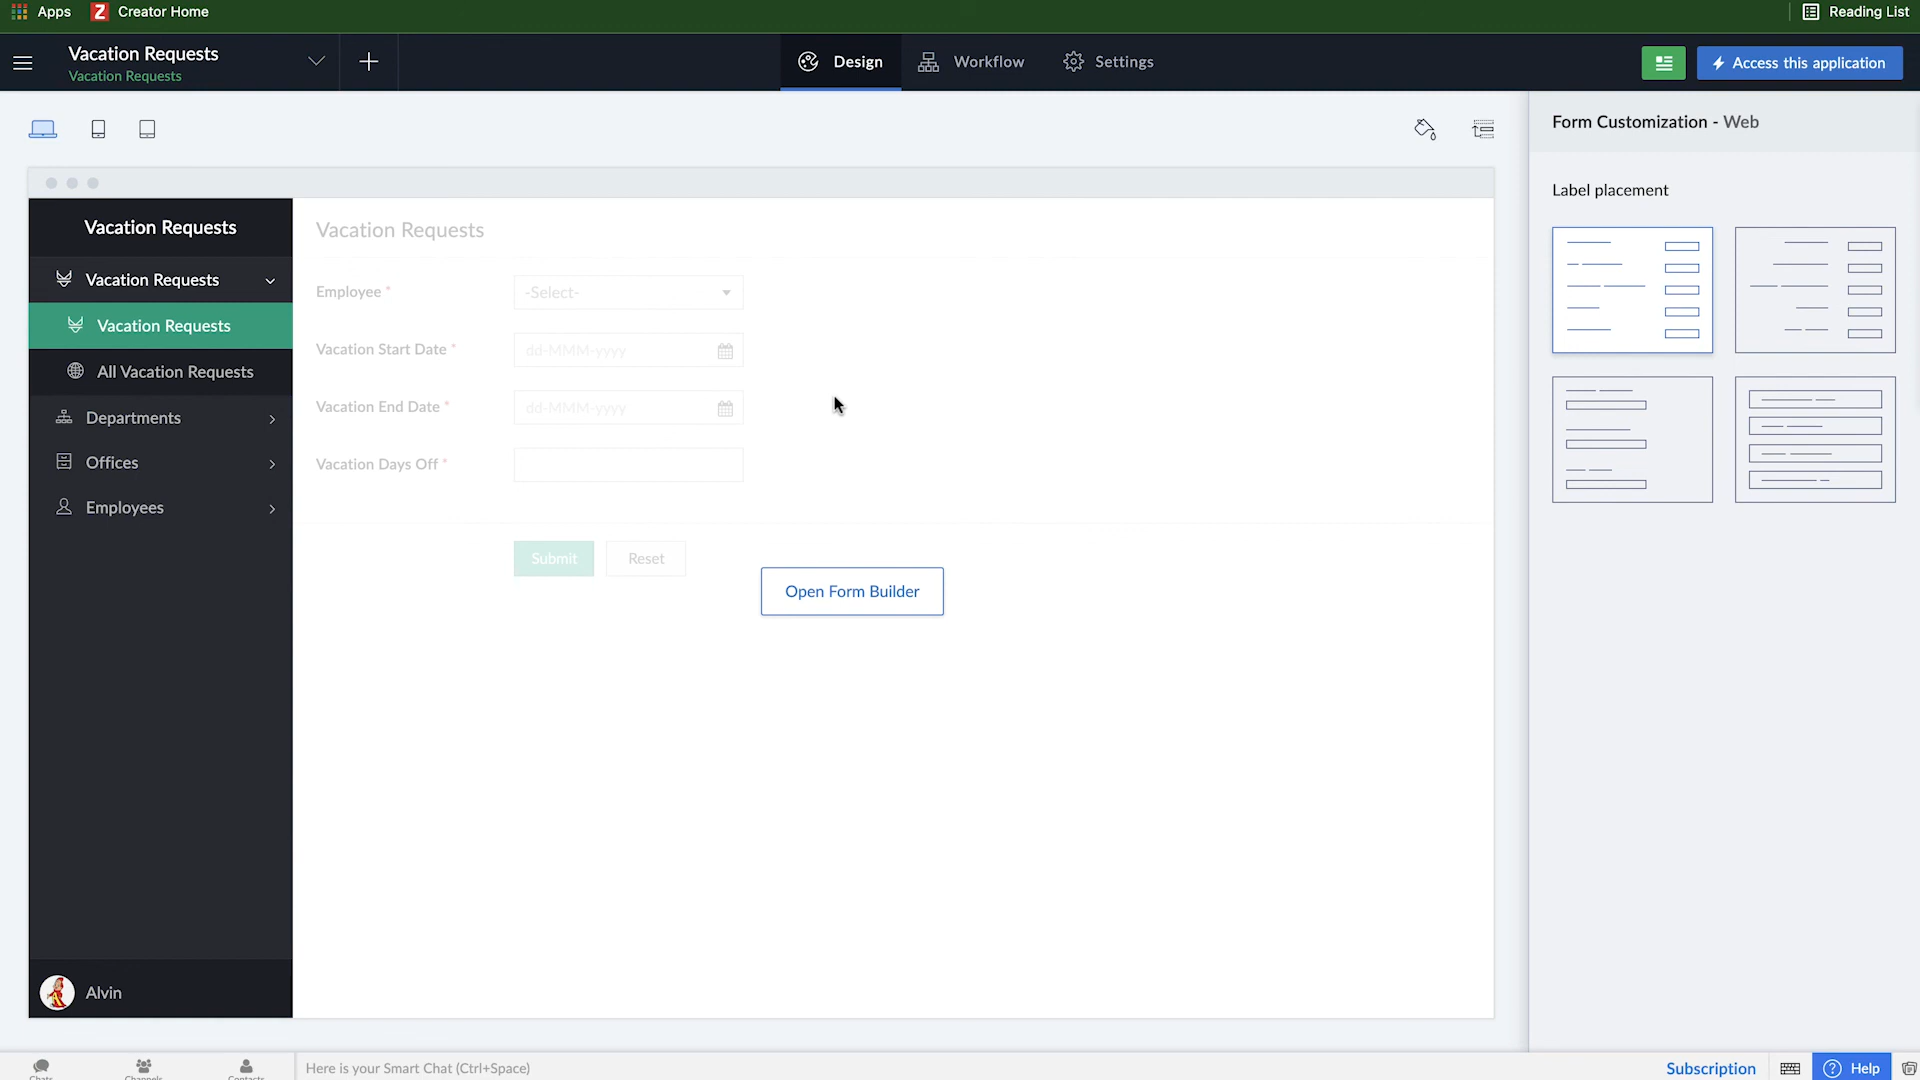 Apps
Creator Home
Reading List
Vacation Requests
Vacation Requests
Design
Workflow
Settings
Access this application
Form Customization - Web
Label placement
Vacation Requests
Vacation Requests
Vacation Requests
All Vacation Requests
Departments
Offices
Employees
Alvin
Vacation Requests
Employee *
-Select-
Vacation Start Date *
dd-MMM-yyyy
Vacation End Date *
dd-MMM-yyyy
Vacation Days Off *
Submit
Reset
Open Form Builder
Chats
Channels
Contacts
Here is your Smart Chat (Ctrl+Space)
Subscription
Help